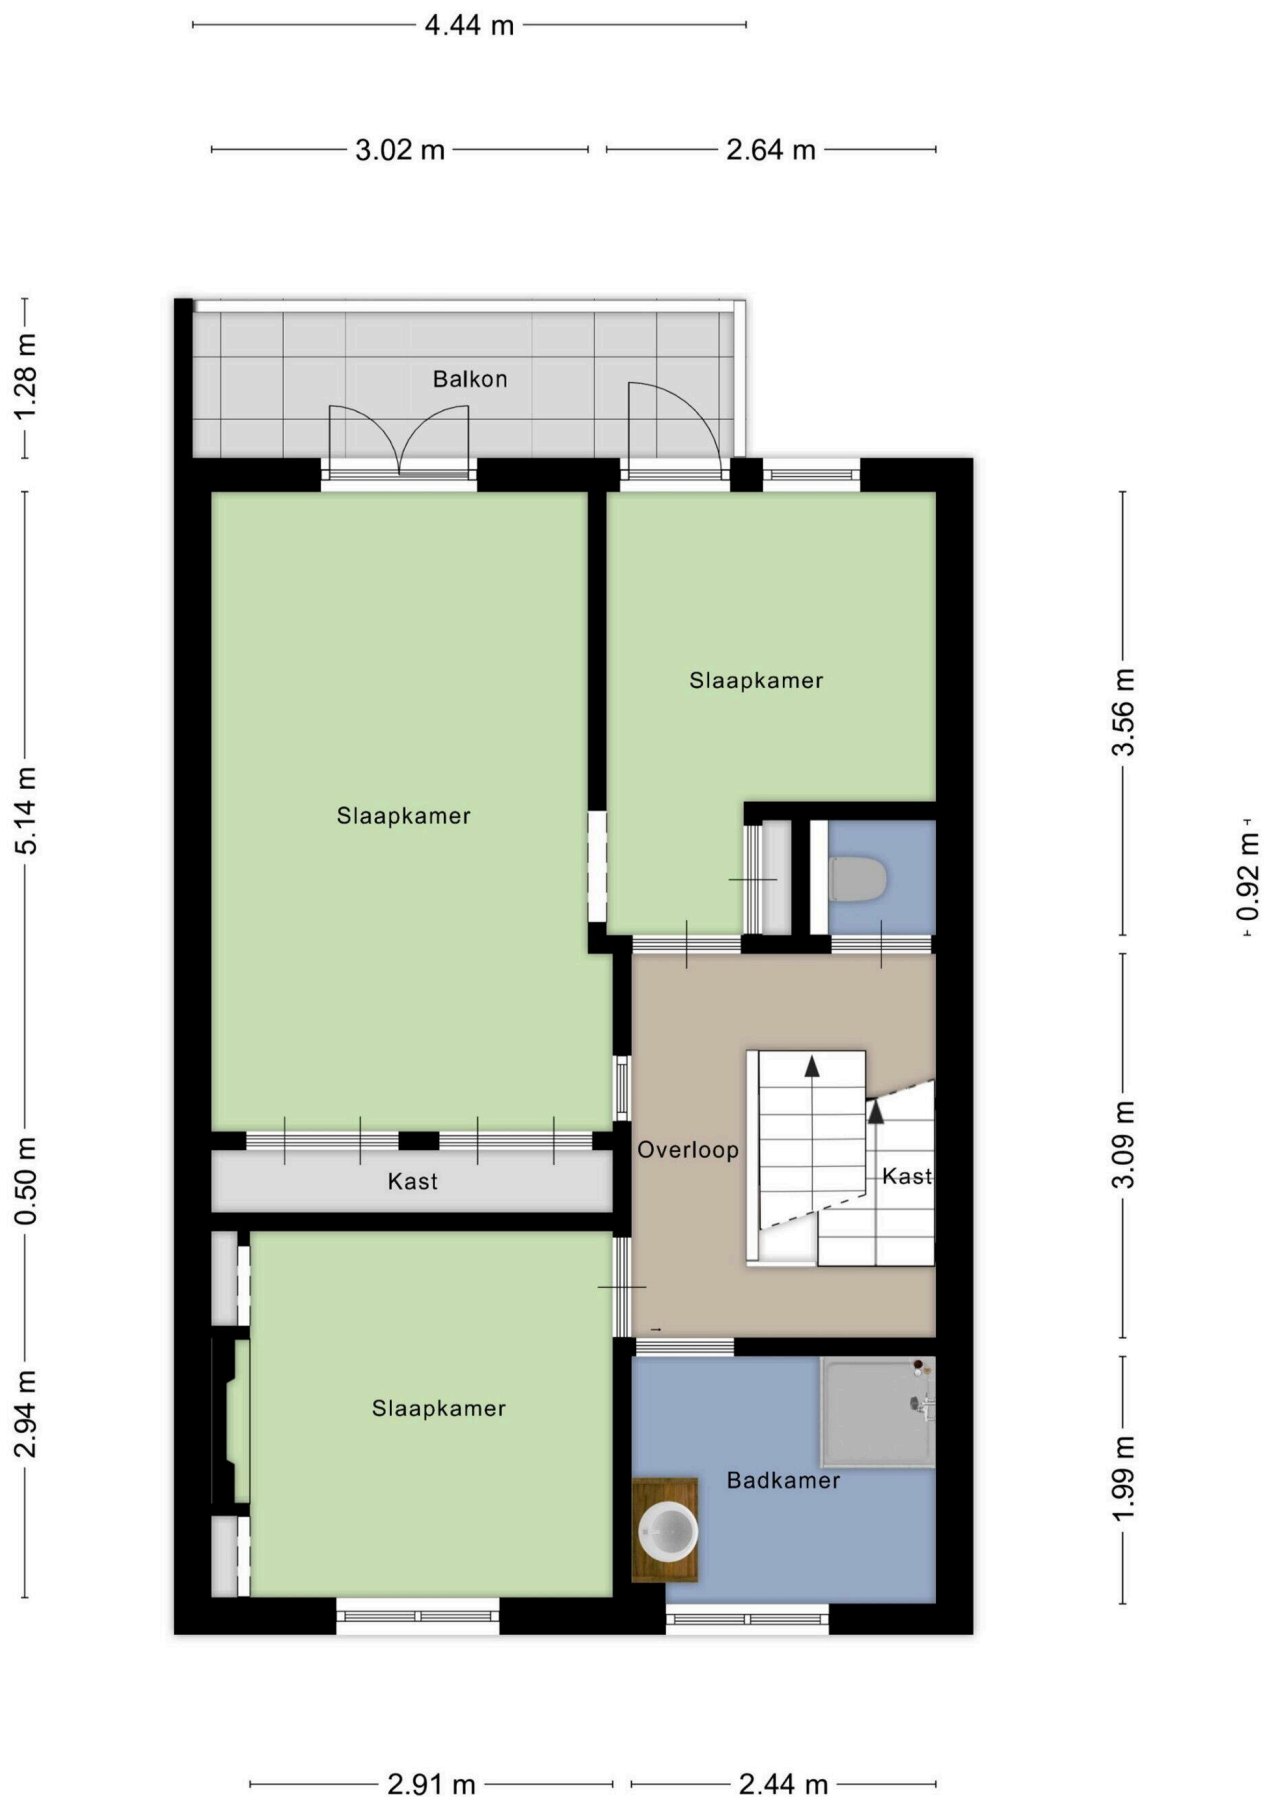 4.44 m
3.02 m
2.64 m
1.28 m
Balkon
5.14 m
3.56 m
Slaapkamer
Slaapkamer
0.92 m
0.50 m
Kast
Overloop
Kast
3.09 m
2.94 m
Slaapkamer
Badkamer
1.99 m
2.91 m
2.44 m